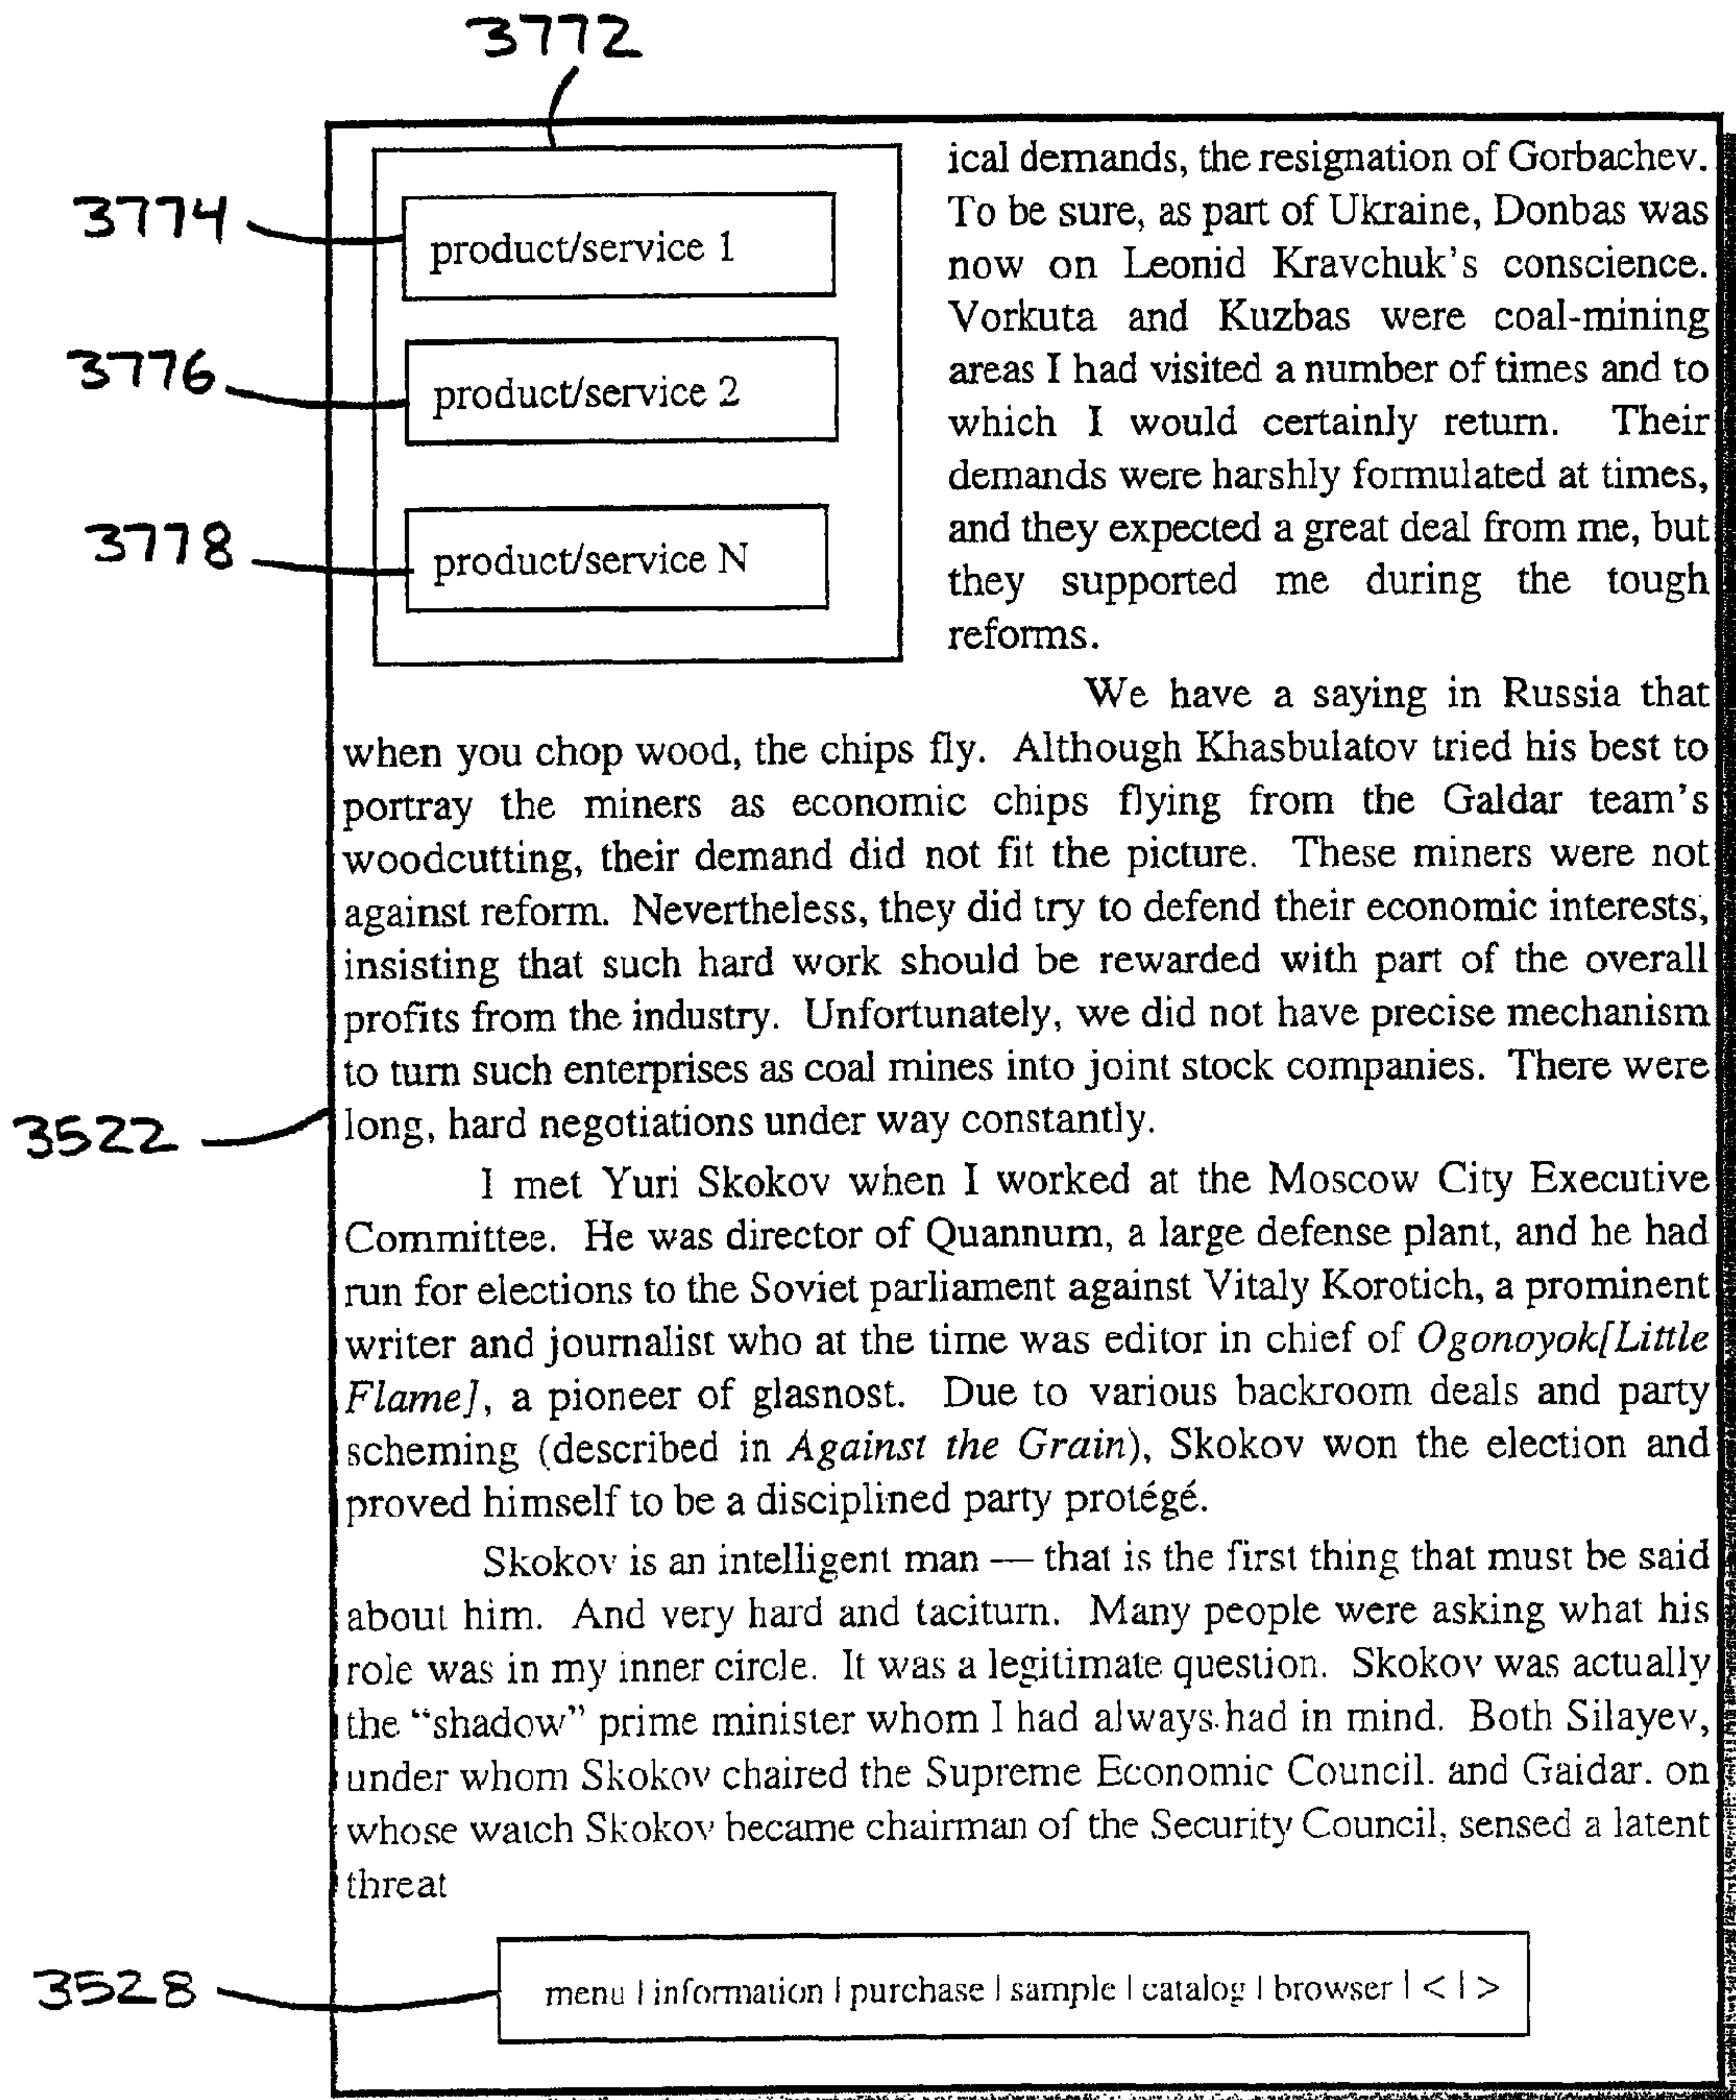 3772
3774
product/service 1
3776
product/service 2
3778
product/service N
ical demands, the resignation of Gorbachev.
To be sure, as part of Ukraine, Donbas was
now on Leonid Kravchuk's conscience.
Vorkuta and Kuzbas were coal-mining
areas I had visited a number of times and to
which I would certainly return. Their
demands were harshly formulated at times,
and they expected a great deal from me, but
they supported me during the tough
reforms.
We have a saying in Russia that
when you chop wood, the chips fly. Although Khasbulatov tried his best to
portray the miners as economic chips flying from the Galdar team's
woodcutting, their demand did not fit the picture. These miners were not
against reform. Nevertheless, they did try to defend their economic interests,
insisting that such hard work should be rewarded with part of the overall
profits from the industry. Unfortunately, we did not have precise mechanism
to turn such enterprises as coal mines into joint stock companies. There were
3522
long, hard negotiations under way constantly.
I met Yuri Skokov when I worked at the Moscow City Executive
Committee. He was director of Quannum, a large defense plant, and he had
run for elections to the Soviet parliament against Vitaly Korotich, a prominent
writer and journalist who at the time was editor in chief of Ogonoyok[Little
Flame], a pioneer of glasnost. Due to various backroom deals and party
scheming (described in Against the Grain), Skokov won the election and
proved himself to be a disciplined party protégé.
Skokov is an intelligent man — that is the first thing that must be said
about him. And very hard and taciturn. Many people were asking what his
role was in my inner circle. It was a legitimate question. Skokov was actually
the “shadow” prime minister whom I had always had in mind. Both Silayev,
under whom Skokov chaired the Supreme Economic Council. and Gaidar. on
whose watch Skokov became chairman of the Security Council, sensed a latent
threat
3528
menu | information | purchase | sample | catalog | browser | < | >